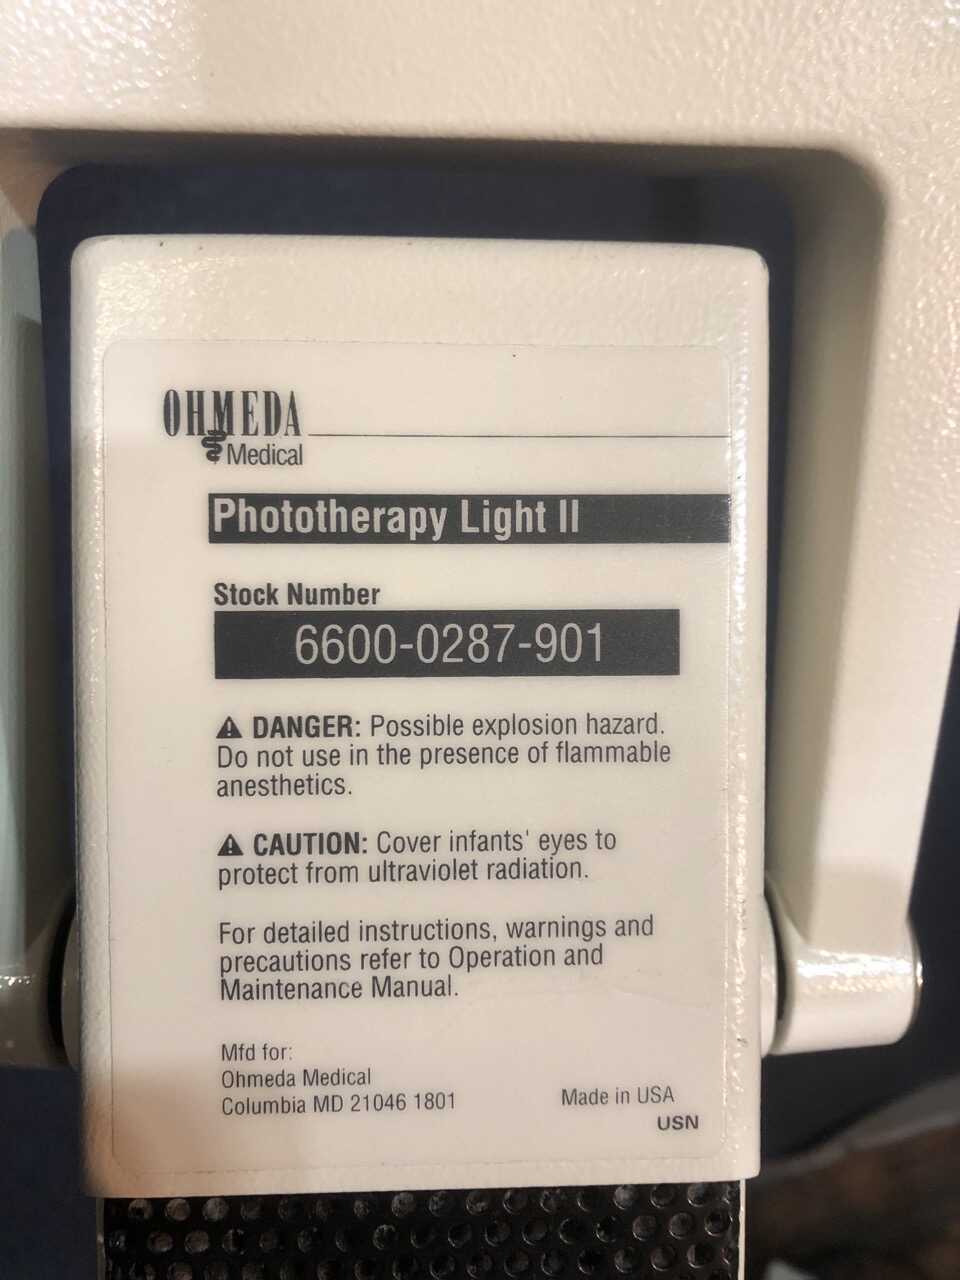 OHMEDA
Medical
Phototherapy Light II
Stock Number
6600-0287-901
DANGER: Possible explosion hazard.
Do not use in the presence of flammable
anesthetics.
CAUTION: Cover infants' eyes to
protect from ultraviolet radiation.
For detailed instructions, warnings and
precautions refer to Operation and
Maintenance Manual.
Mfd for:
Ohmeda Medical
Columbia MD 21046 1801
Made in USA
USN